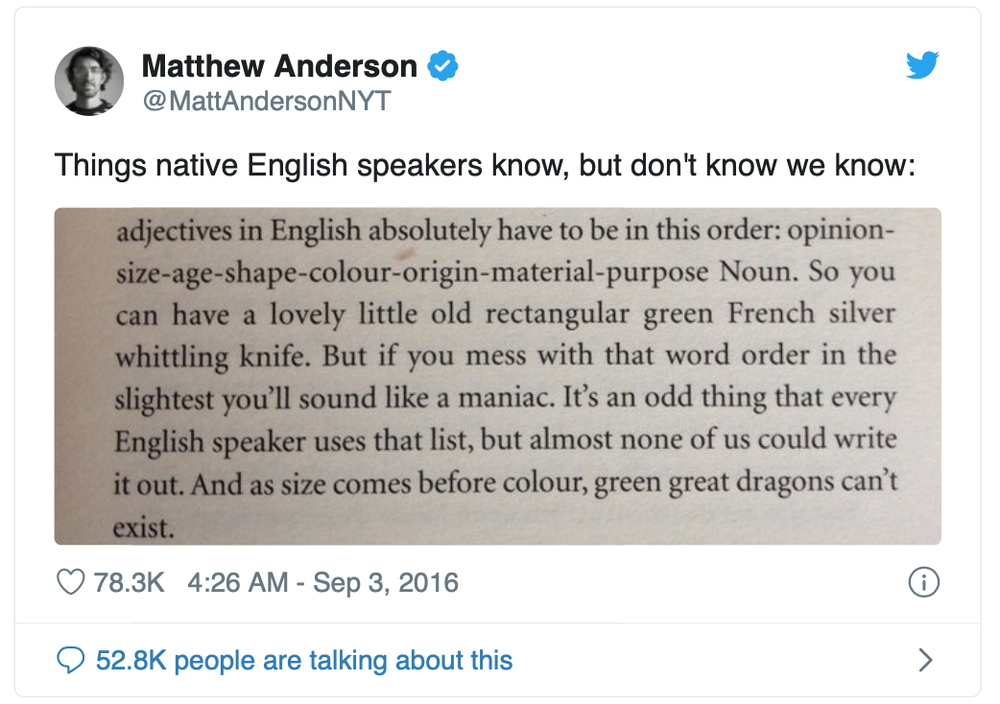 Matthew Anderson
@MattAndersonNYT
Things native English speakers know, but don't know we know:
adjectives in English absolutely have to be in this order: opinion-
size-age-shape-colour-origin-material-purpose Noun. So you
can have a lovely little old rectangular green French silver
whittling knife. But if you mess with that word order in the
slightest you’ll sound like a maniac. It’s an odd thing that every
English speaker uses that list, but almost none of us could write
it out. And as size comes before colour, green great dragons can’t
exist.
78.3K 4:26 AM - Sep 3, 2016
52.8K people are talking about this